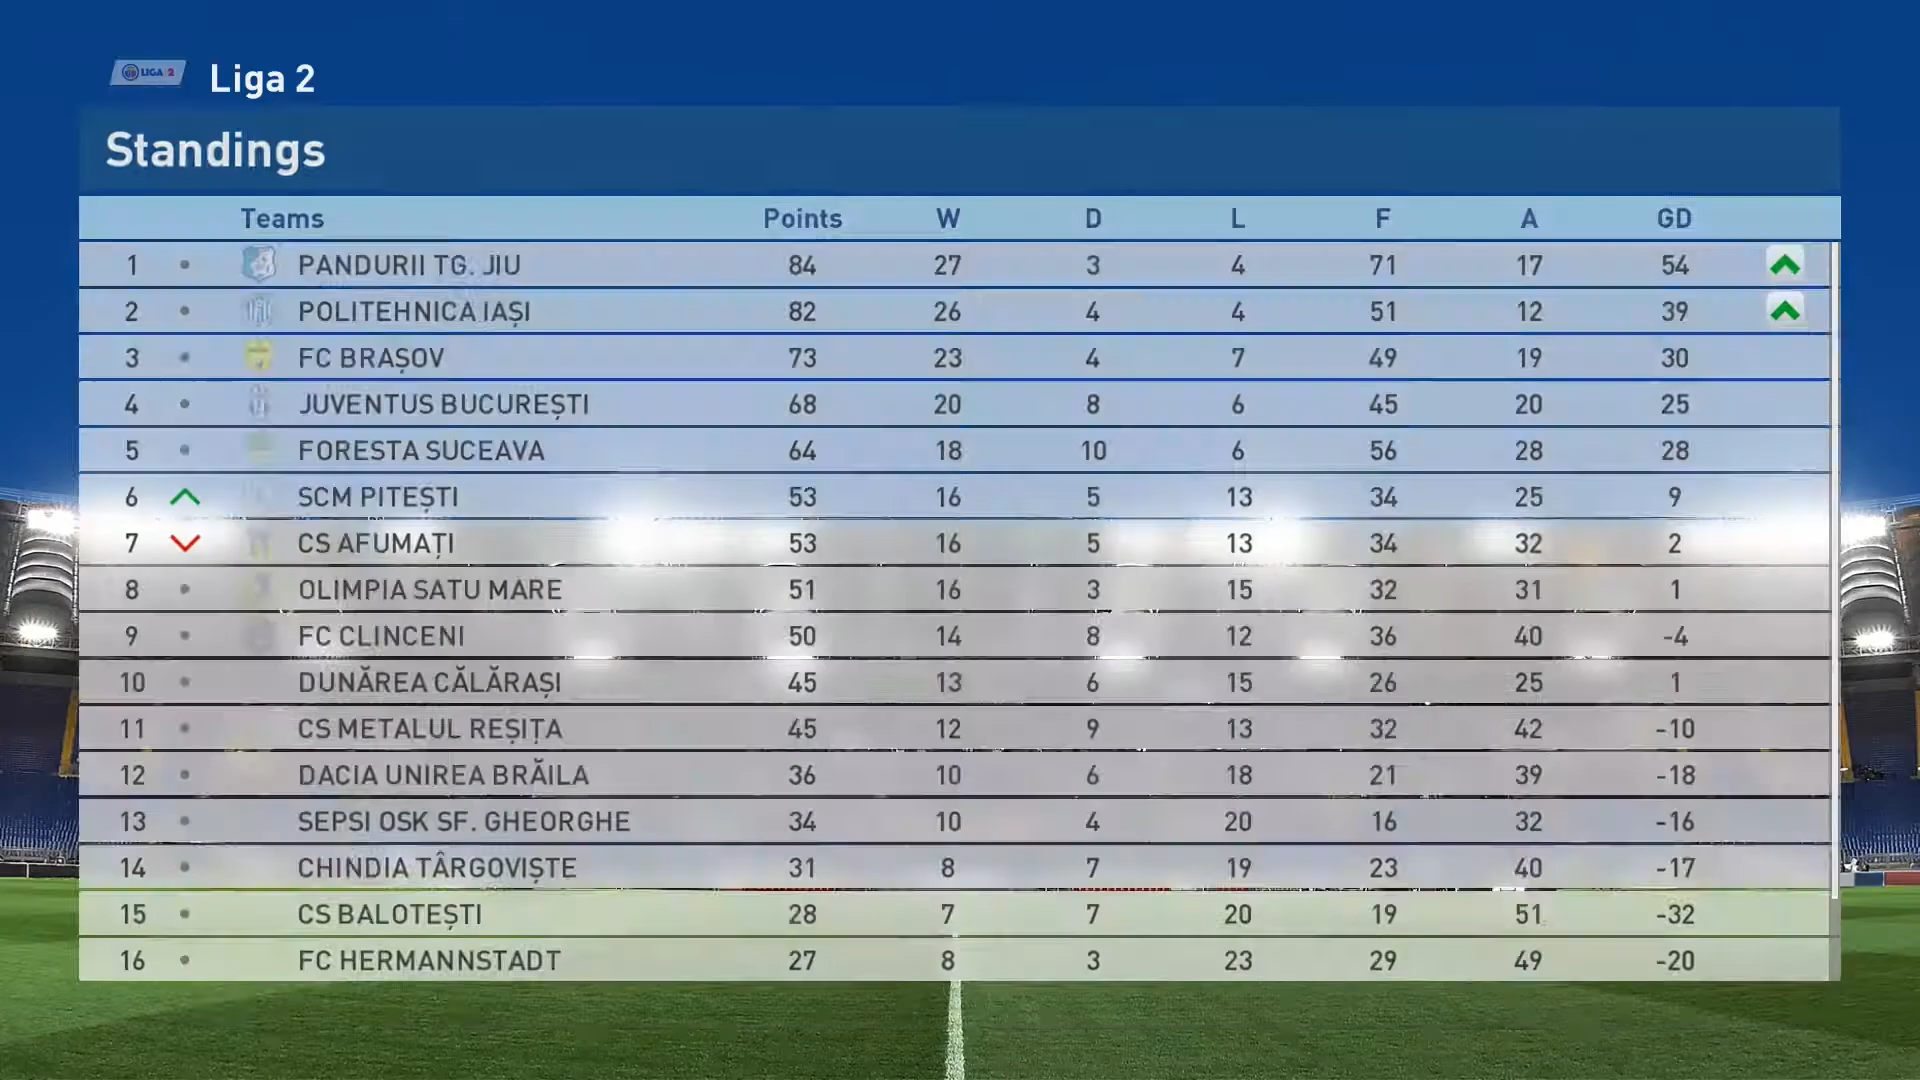 LIGA 2 Liga 2
Standings
Teams Points W D L F A GD
1 PANDURII TG. JIU 84 27 3 4 71 17 54
2 POLITEHNICA IAȘI 82 26 4 4 51 12 39
3 FC BRAȘOV 73 23 4 7 49 19 30
4 JUVENTUS BUCUREȘTI 68 20 8 6 45 20 25
5 FORESTA SUCEAVA 64 18 10 6 56 28 28
6 SCM PITEȘTI 53 16 5 13 34 25 9
7 CS AFUMAȚI 53 16 5 13 34 32 2
8 OLIMPIA SATU MARE 51 16 3 15 32 31 1
9 FC CLINCENI 50 14 8 12 36 40 -4
10 DUNĂREA CĂLĂRAȘI 45 13 6 15 26 25 1
11 CS METALUL REȘIȚA 45 12 9 13 32 42 -10
12 DACIA UNIREA BRĂILA 36 10 6 18 21 39 -18
13 SEPSI OSK SF. GHEORGHE 34 10 4 20 16 32 -16
14 CHINDIA TÂRGOVIȘTE 31 8 7 19 23 40 -17
15 CS BALOTEȘTI 28 7 7 20 19 51 -32
16 FC HERMANNSTADT 27 8 3 23 29 49 -20